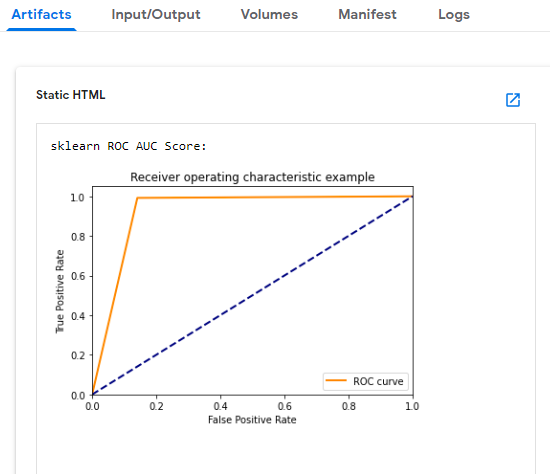 Artifacts Input/Output Volumes Manifest Logs
Static HTML
sklearn ROC AUC Score:
Receiver operating characteristic example
1.0
0.8
0.6
0.4
0.2
0.0
True Positive Rate
ROC curve
0.0 0.2 0.4 0.6 0.8 1.0
False Positive Rate